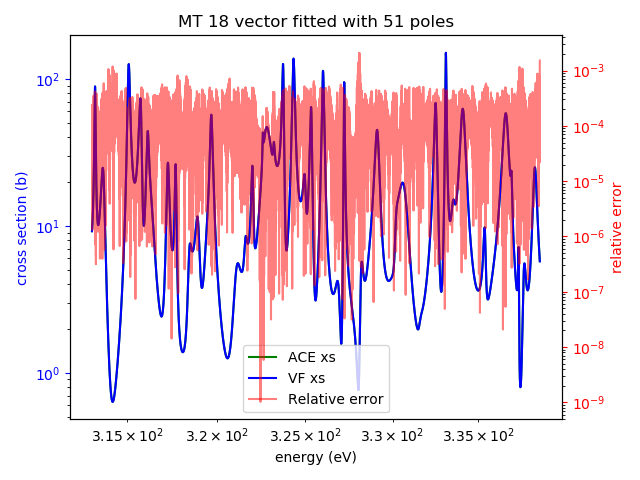 MT 18 vector fitted with 51 poles
cross section (b)
10²
10¹
10⁰
10⁻³
10⁻⁴
10⁻⁵
10⁻⁶
10⁻⁷
10⁻⁸
10⁻⁹
relative error
ACE xs
VF xs
Relative error
3.15 × 10² 3.2 × 10² 3.25 × 10² 3.3 × 10² 3.35 × 10²
energy (eV)